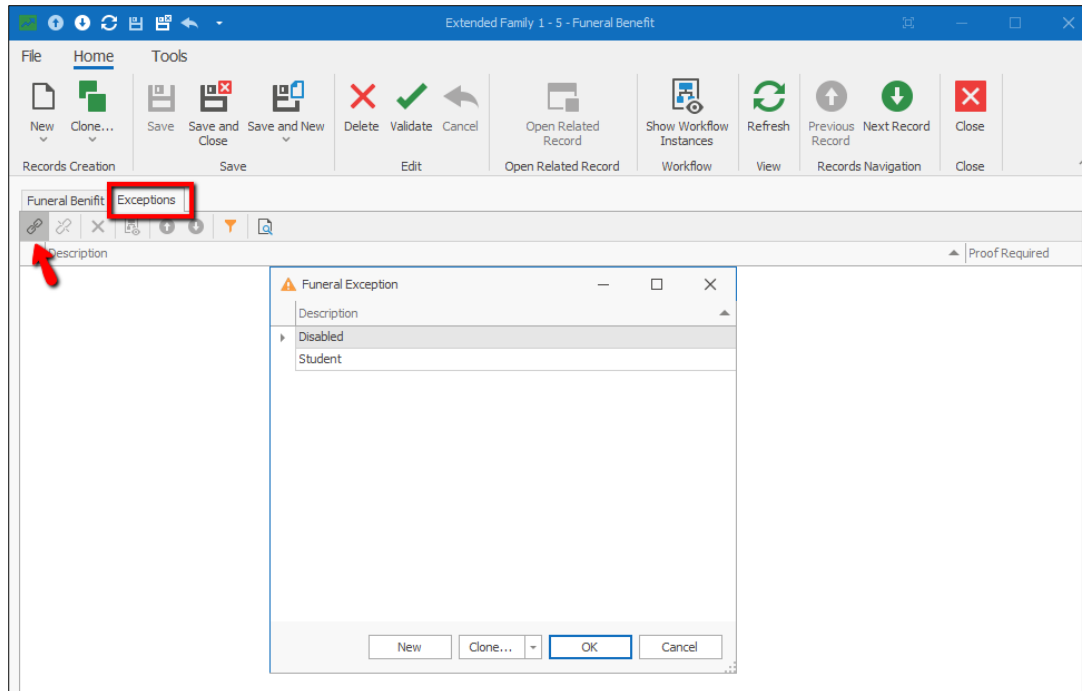 Extended Family 1 - 5 - Funeral Benefit
File Home Tools
New Clone... Save Save and Close Save and New Delete Validate Cancel Open Related Record Show Workflow Instances Refresh Previous Record Next Record Close
Records Creation Save Edit Open Related Record Workflow View Records Navigation Close
Funeral Benifit Exceptions
Description Proof Required
Funeral Exception
Description
Disabled
Student
New Clone... OK Cancel